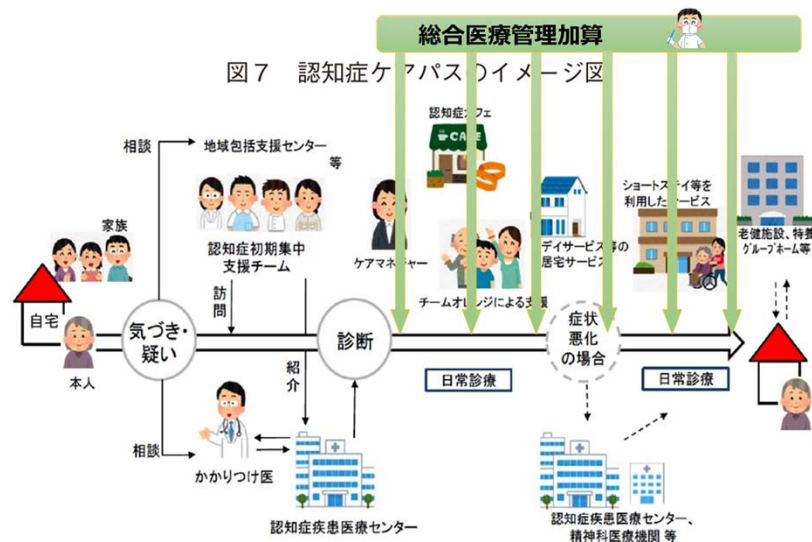 総合医療管理加算
図７　認知症ケアパスのイメージ図
認知症カフェ
CAFE
相談
地域包括支援センター
等
家族
認知症初期集中
支援チーム
ケアマネジャー
チームオレンジによる支援
デイサービス等の
居宅サービス
ショートステイ等を
利用したサービス
老健施設、特養
グループホーム等
訪問
自宅
本人
気づき・
疑い
診断
症状
悪化
の場合
紹介
日常診療
日常診療
相談
かかりつけ医
認知症疾患医療センター
認知症疾患医療センター、
精神科医療機関 等